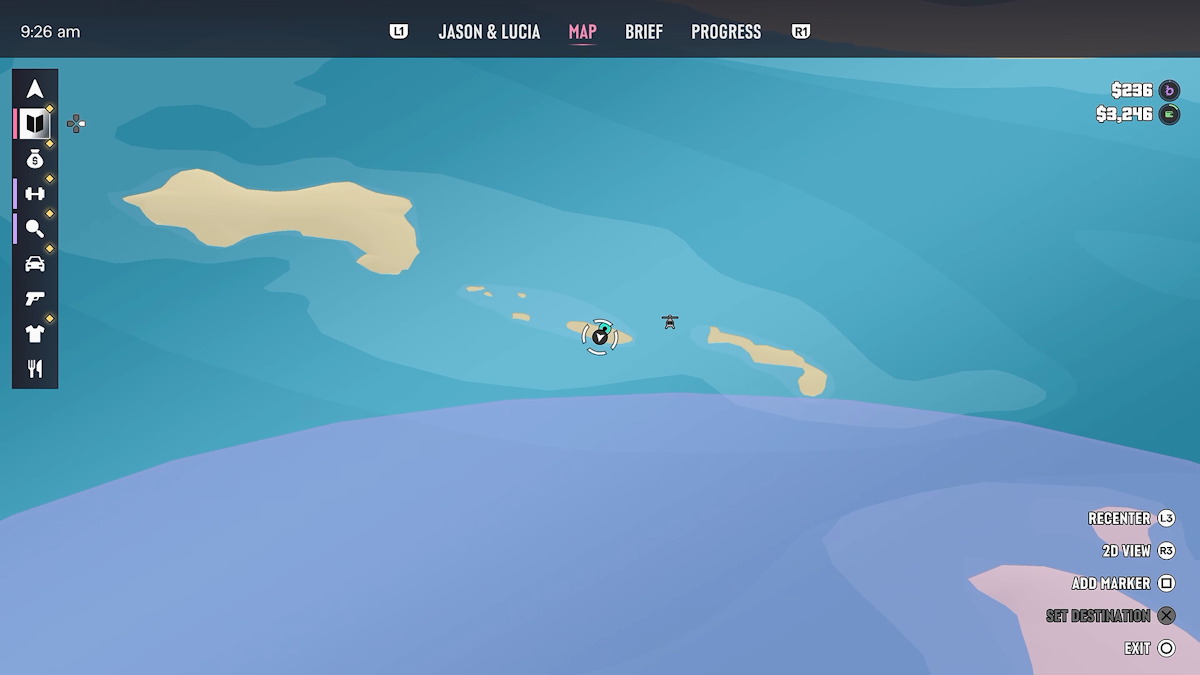 9:26 am
L1 JASON & LUCIA MAP BRIEF PROGRESS R1
$236
$3,246
RECENTER L3
2D VIEW R3
ADD MARKER
SET DESTINATION
EXIT